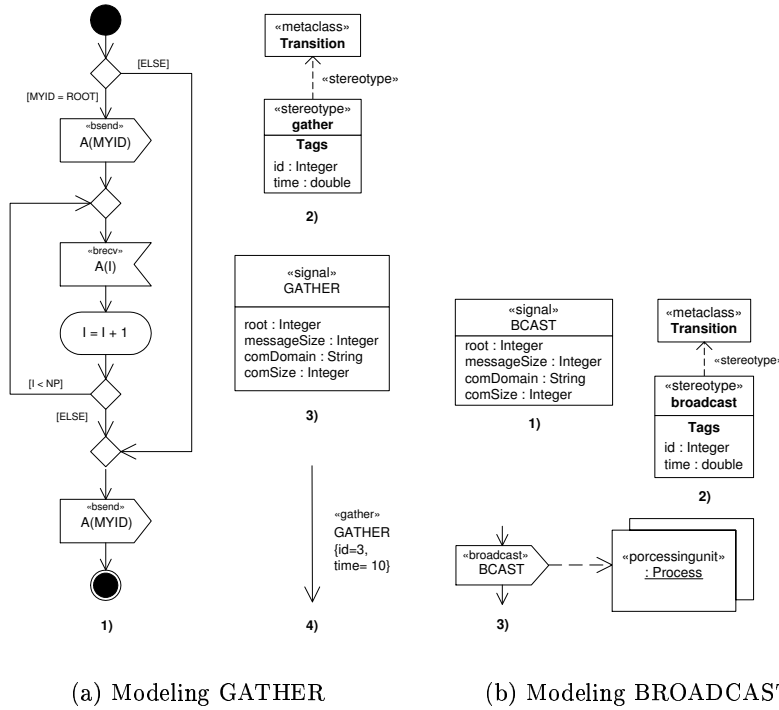 [ELSE]
[MYID = ROOT]
«bsend»
A(MYID)
«brecv»
A(I)
I = I + 1
[I < NP]
[ELSE]
«bsend»
A(MYID)
1)
«metaclass»
Transition
«stereotype»
«stereotype»
gather
Tags
id : Integer
time : double
2)
«signal»
GATHER
root : Integer
messageSize : Integer
comDomain : String
comSize : Integer
3)
«gather»
GATHER
{id=3,
time= 10}
4)
(a) Modeling GATHER
«signal»
BCAST
root : Integer
messageSize : Integer
comDomain : String
comSize : Integer
1)
«metaclass»
Transition
«stereotype»
«stereotype»
broadcast
Tags
id : Integer
time : double
2)
«broadcast»
BCAST
«porcessingunit»
: Process
3)
(b) Modeling BROADCAST